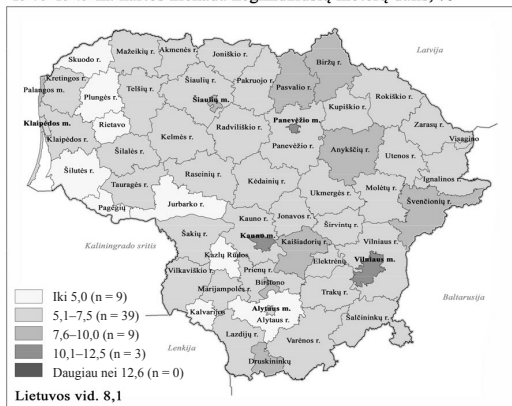 Skuodo r.
Mažeikių r.
Akmenės r.
Joniškio r.
Latvija
Biržų r.
Kretingos r.
Palangos m.
Plungės r.
Telšių r.
Šiaulių r.
Šiaulių m.
Pakruojo r.
Pasvalio r.
Rokiškio r.
Kupiškio r.
Klaipėdos m.
Rietavo
Panevėžio m.
Zarasų r.
Klaipėdos r.
Kelmės r.
Radviliškio r.
Panevėžio r.
Visagino
Šilalės r.
Anykščių r.
Utenos r.
Šilutės r.
Raseinių r.
Ignalinos r.
Tauragės r.
Kėdainių r.
Molėtų r.
Pagėgių
Jurbarko r.
Ukmergės r.
Švenčionių r.
Kauno r.
Jonavos r.
Širvintų r.
Kaliningrado sritis
Šakių r.
Kauno m.
Kaišiadorių r.
Vilniaus r.
Kazlų Rūdos
Elektrėnų
Vilniaus m.
Vilkaviškio r.
Prienų r.
Birštono
Marijampolės r.
Trakų r.
Baltarusija
Iki 5,0 (n = 9)
5,1–7,5 (n = 39)
7,6–10,0 (n = 9)
10,1–12,5 (n = 3)
Daugiau nei 12,6 (n = 0)
Kalvarijos
Alytaus m.
Alytaus r.
Šalčininkų r.
Lenkija
Lazdijų r.
Varėnos r.
Druskininkų
Lietuvos vid. 8,1